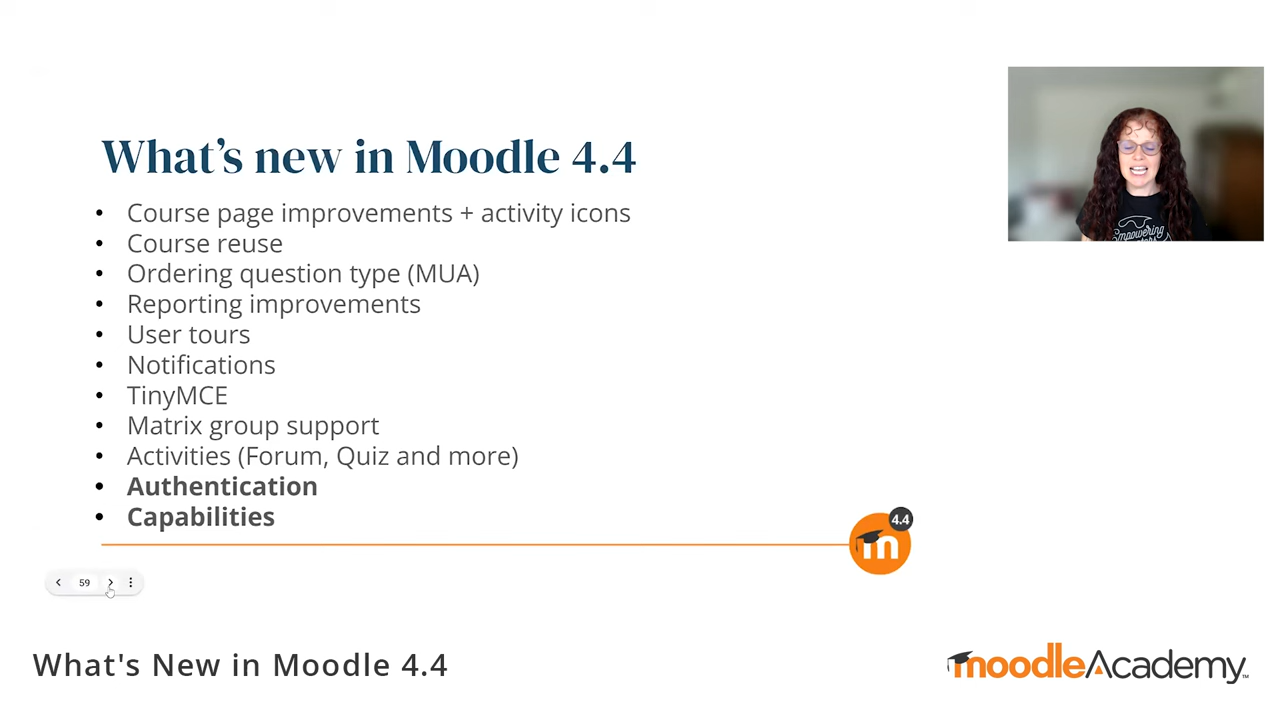 What's new in Moodle 4.4
• Course page improvements + activity icons
• Course reuse
• Ordering question type (MUA)
• Reporting improvements
• User tours
• Notifications
• TinyMCE
• Matrix group support
• Activities (Forum, Quiz and more)
• Authentication
• Capabilities
4.4
m
59
What's New in Moodle 4.4
moodleAcademy™
Empowering